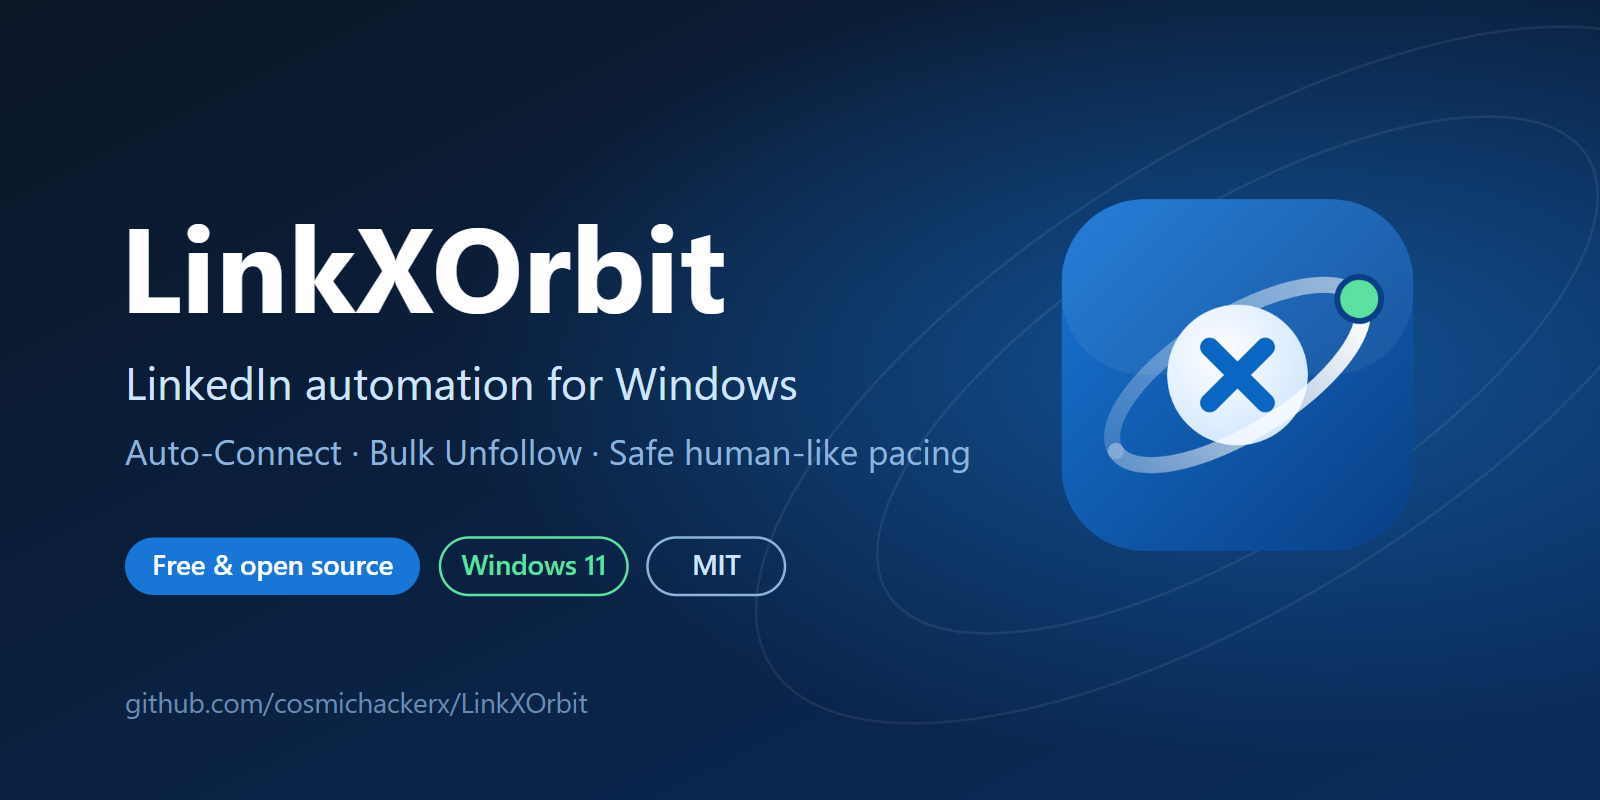 LinkXOrbit
LinkedIn automation for Windows
Auto-Connect · Bulk Unfollow · Safe human-like pacing
Free & open source
Windows 11
MIT
github.com/cosmichackerx/LinkXOrbit